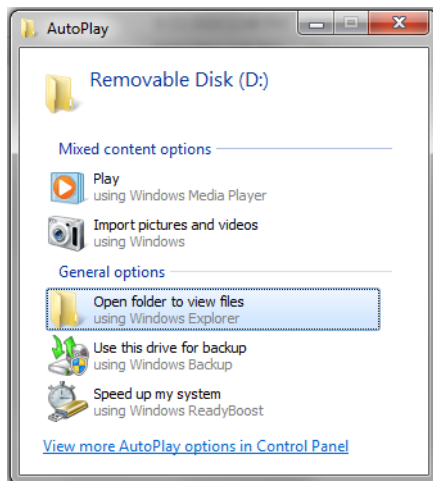 AutoPlay
Removable Disk (D:)
Mixed content options
Play
using Windows Media Player
Import pictures and videos
using Windows
General options
Open folder to view files
using Windows Explorer
Use this drive for backup
using Windows Backup
Speed up my system
using Windows ReadyBoost
View more AutoPlay options in Control Panel